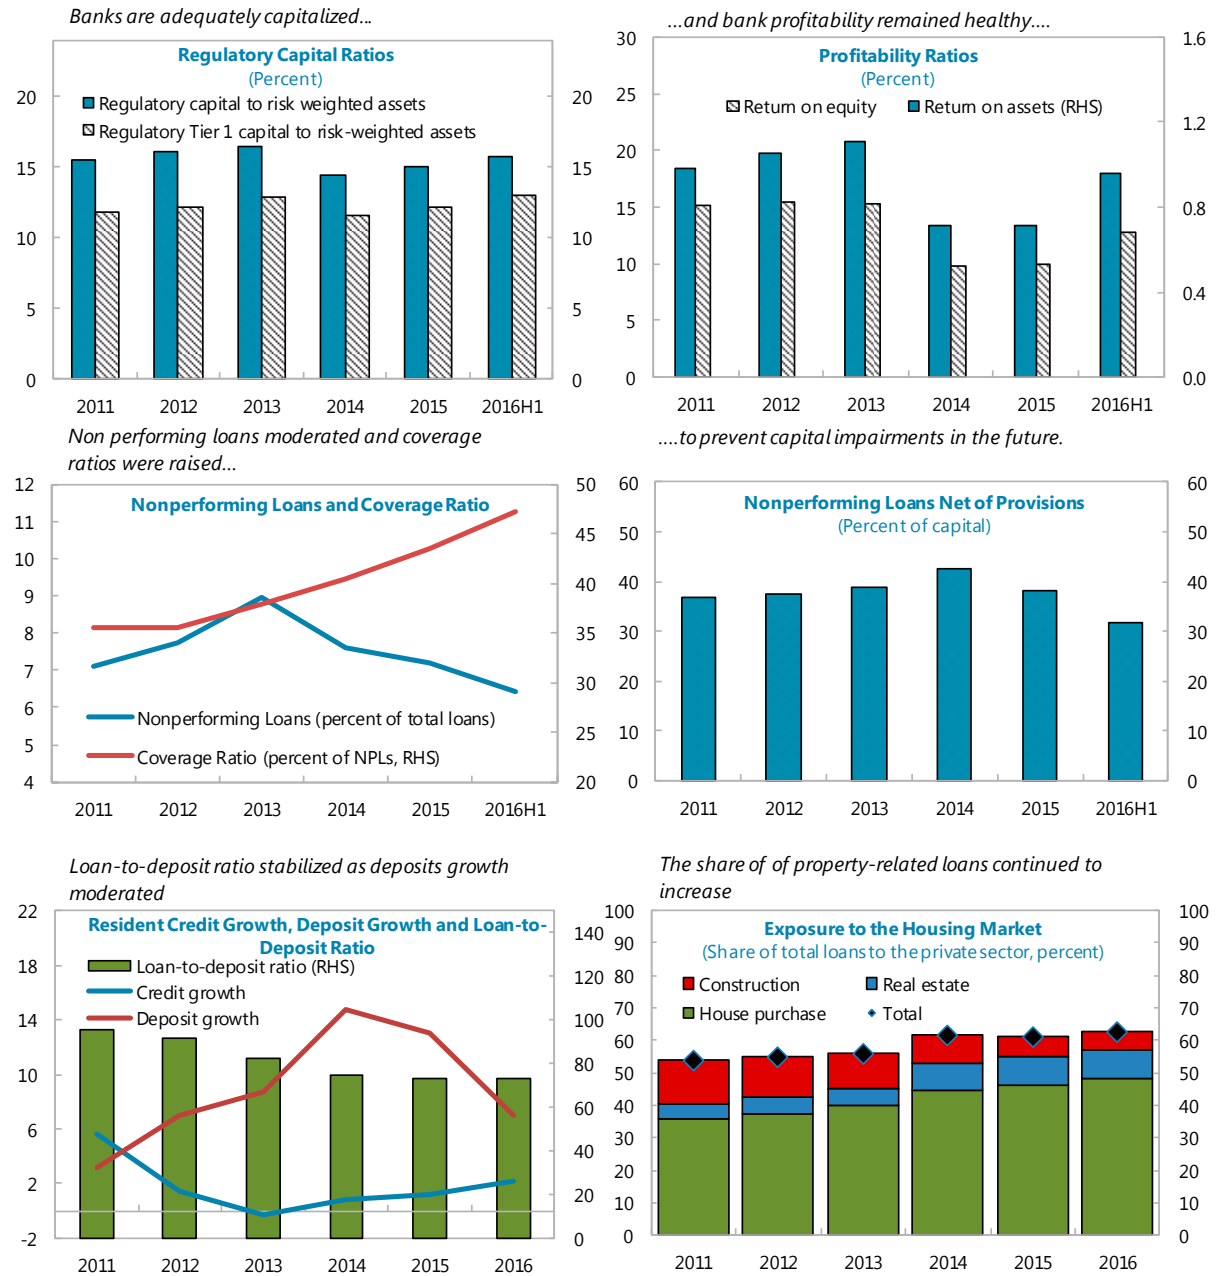 Banks are adequately capitalized...
Regulatory Capital Ratios
(Percent)
Regulatory capital to risk weighted assets
Regulatory Tier 1 capital to risk-weighted assets
20
15
10
5
0
20
15
10
5
0
2011 2012 2013 2014 2015 2016H1
...and bank profitability remained healthy....
Profitability Ratios
(Percent)
Return on equity Return on assets (RHS)
30
25
20
15
10
5
0
1.6
1.2
0.8
0.4
0.0
2011 2012 2013 2014 2015 2016H1
Non performing loans moderated and coverage
ratios were raised...
Nonperforming Loans and Coverage Ratio
12
11
10
9
8
7
6
5
4
50
45
40
35
30
25
20
Nonperforming Loans (percent of total loans)
Coverage Ratio (percent of NPLs, RHS)
2011 2012 2013 2014 2015 2016H1
....to prevent capital impairments in the future.
Nonperforming Loans Net of Provisions
(Percent of capital)
60
50
40
30
20
10
0
60
50
40
30
20
10
0
2011 2012 2013 2014 2015 2016H1
Loan-to-deposit ratio stabilized as deposits growth
moderated
Resident Credit Growth, Deposit Growth and Loan-to-
Deposit Ratio
Loan-to-deposit ratio (RHS)
Credit growth
Deposit growth
22
18
14
10
6
2
-2
140
120
100
80
60
40
20
0
2011 2012 2013 2014 2015 2016
The share of of property-related loans continued to
increase
Exposure to the Housing Market
(Share of total loans to the private sector, percent)
Construction Real estate
House purchase Total
100
90
80
70
60
50
40
30
20
10
0
100
90
80
70
60
50
40
30
20
10
0
2011 2012 2013 2014 2015 2016